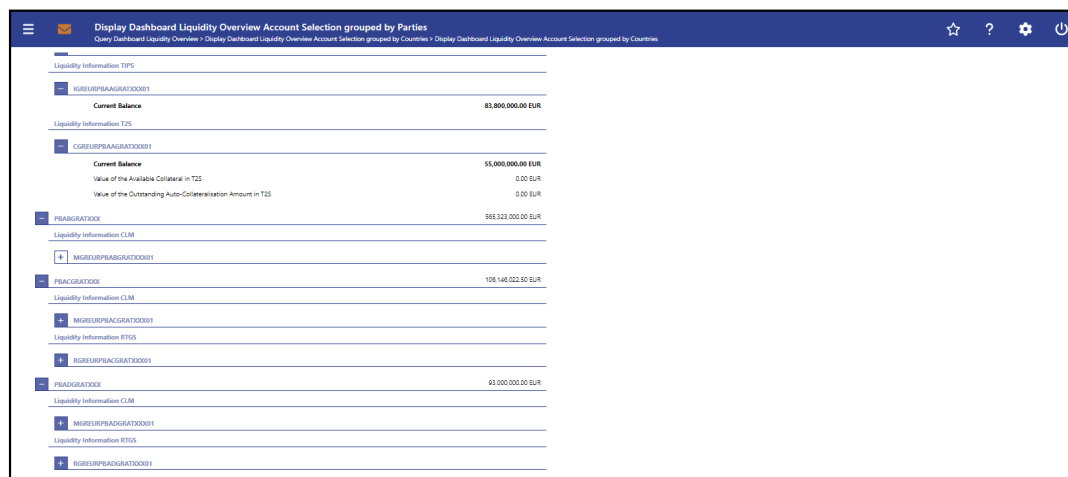 Display Dashboard Liquidity Overview Account Selection grouped by Parties
Query Dashboard Liquidity Overview > Display Dashboard Liquidity Overview Account Selection grouped by Countries > Display Dashboard Liquidity Overview Account Selection grouped by Countries
Liquidity Information TIPS
IGREURPBAAGRATXXX01
Current Balance 83,800,000.00 EUR
Liquidity Information T2S
CGREURPBAAGRATXXX01
Current Balance 55,000,000.00 EUR
Value of the Available Collateral in T2S 0.00 EUR
Value of the Outstanding Auto-Collateralisation Amount in T2S 0.00 EUR
PBABGRATXXX 565,323,000.00 EUR
Liquidity Information CLM
MGREURPBABGRATXXX01
PBACGRATXXX 106,146,022.50 EUR
Liquidity Information CLM
MGREURPBACGRATXXX01
Liquidity Information RTGS
RGREURPBACGRATXXX01
PBADGRATXXX 93,000,000.00 EUR
Liquidity Information CLM
MGREURPBADGRATXXX01
Liquidity Information RTGS
RGREURPBADGRATXXX01